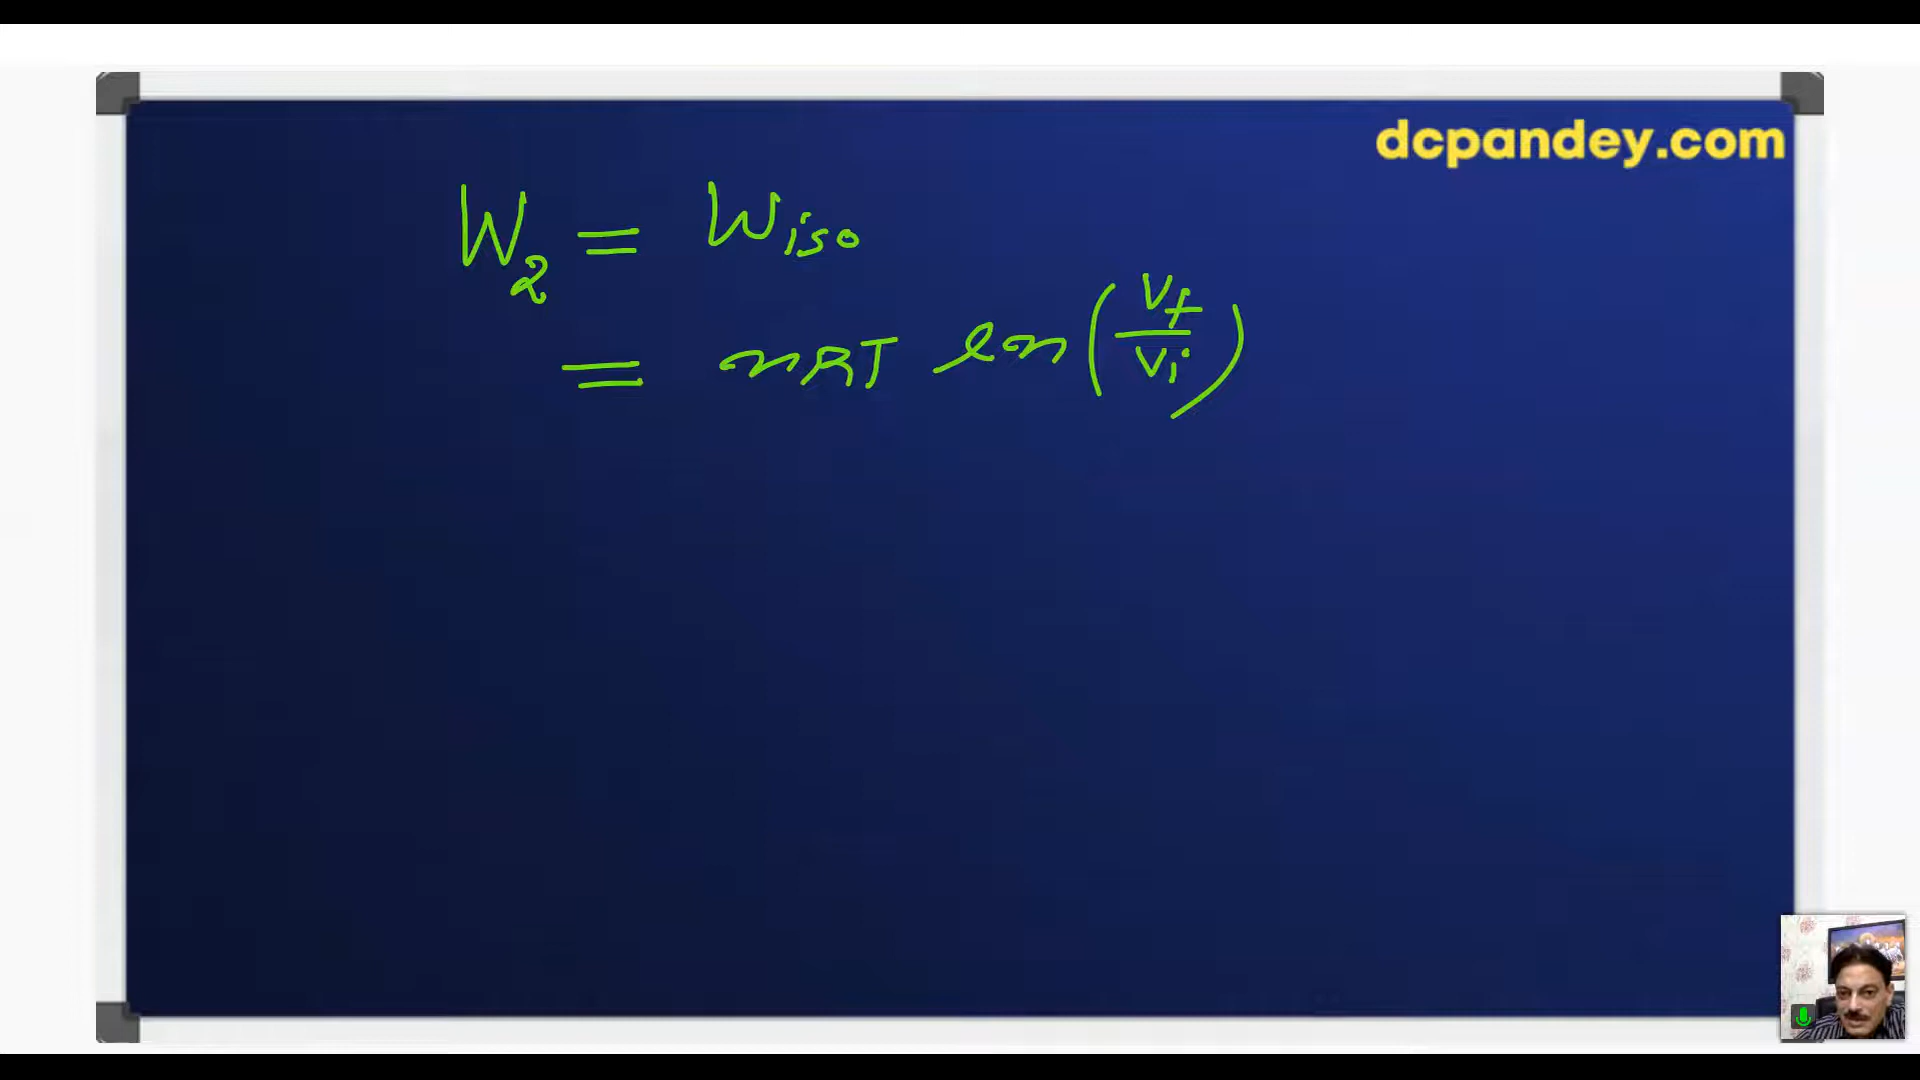 dcpandey.com
W₂ = Wiso
= nRT ln(Vf/Vi)